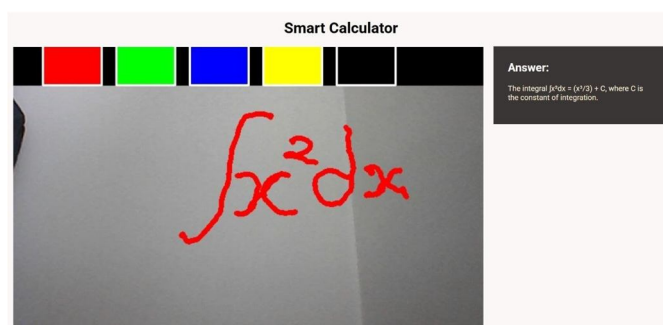 Smart Calculator
Answer:
The integral ∫x²dx = (x³/3) + C, where C is
the constant of integration.
∫x²dx